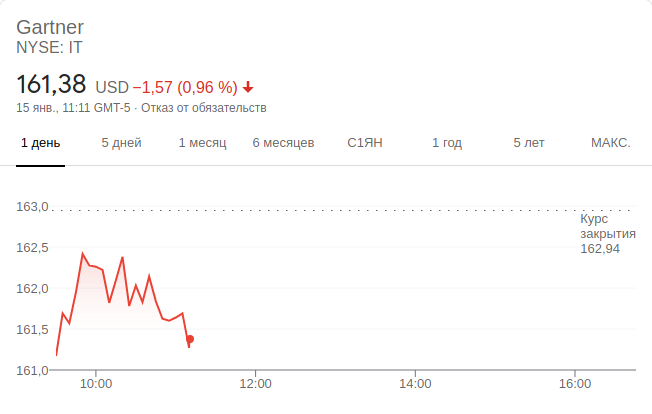 Gartner
NYSE: IT
161,38 USD −1,57 (0,96 %)
15 янв., 11:11 GMT-5 · Отказ от обязательств
1 день 5 дней 1 месяц 6 месяцев С1ЯН 1 год 5 лет МАКС.
163,0
Курс
закрытия
162,94
162,5
162,0
161,5
161,0
10:00 12:00 14:00 16:00